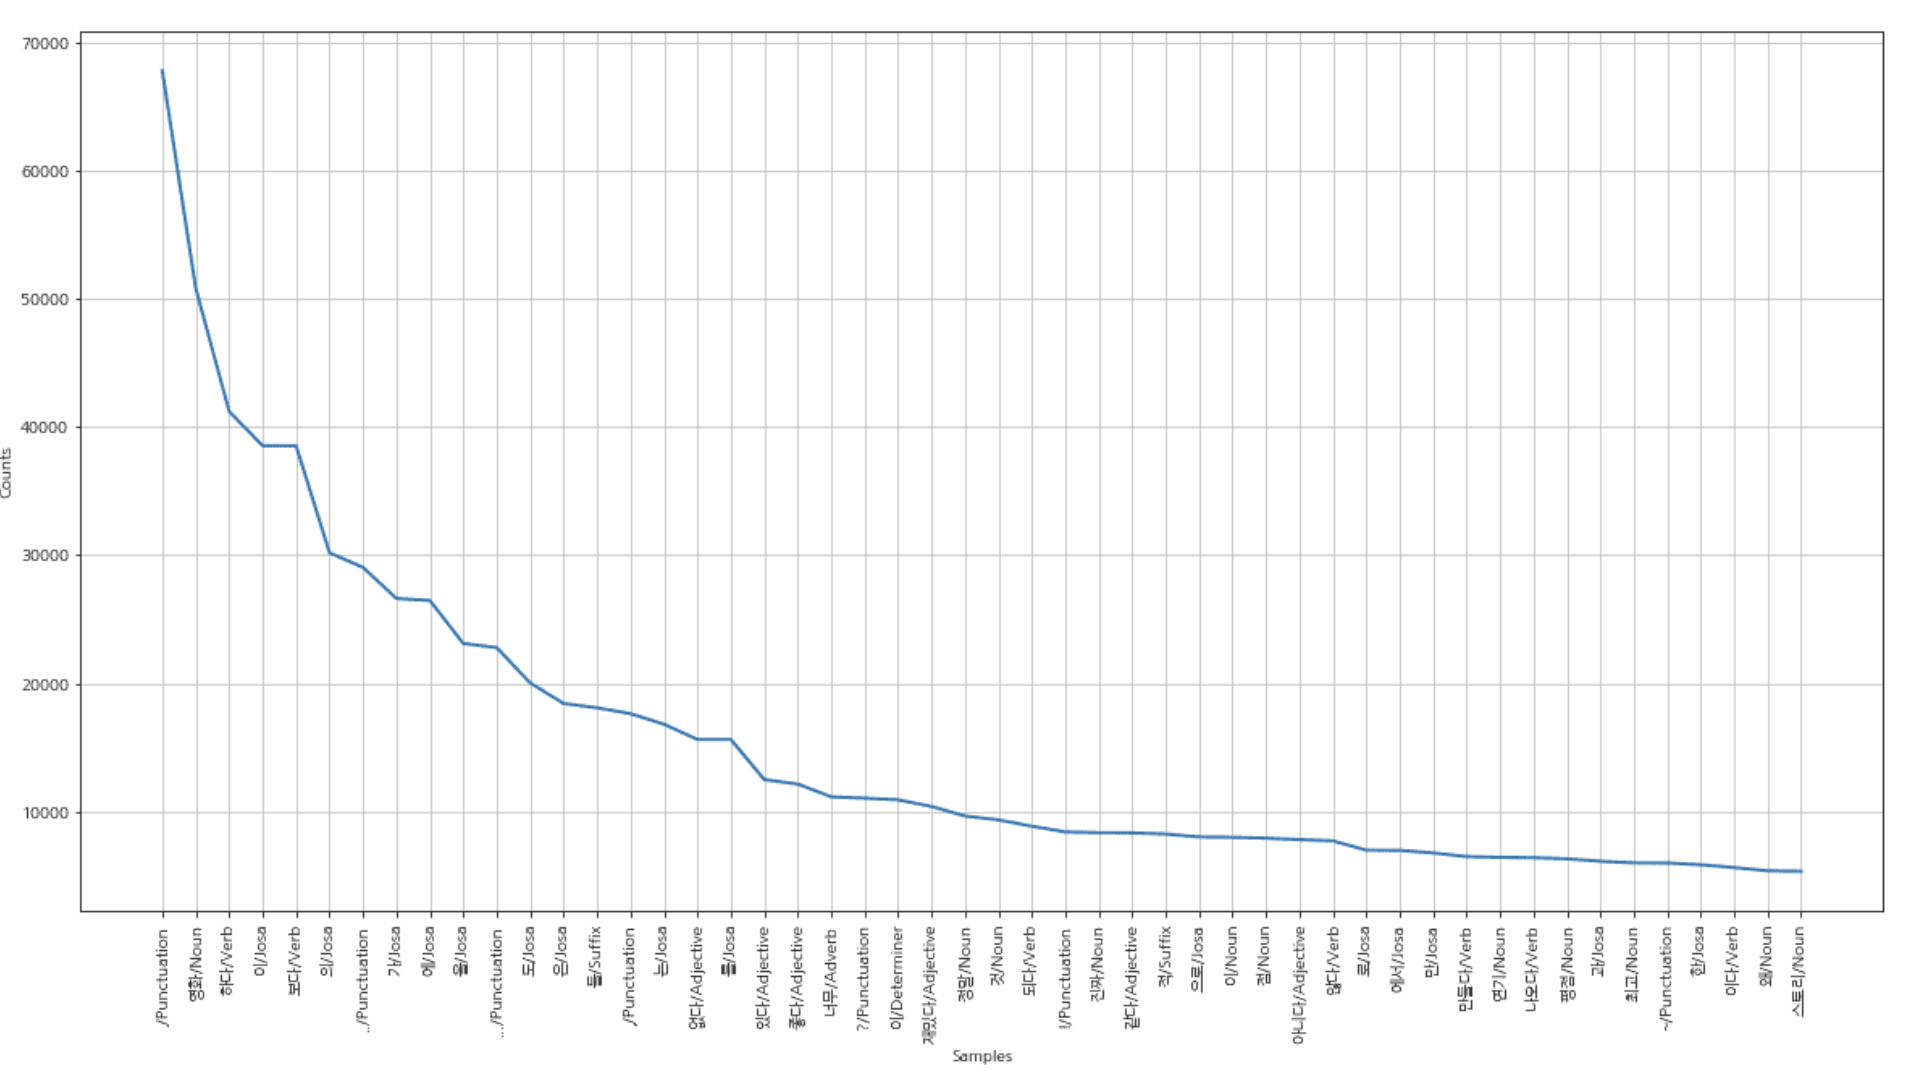 70000
60000
50000
40000
30000
20000
10000
Counts
./Punctuation
영화/Noun
하다/Verb
이/Josa
보다/Verb
의/Josa
../Punctuation
가/Josa
에/Josa
을/Josa
.../Punctuation
도/Josa
은/Josa
들/Suffix
,/Punctuation
는/Josa
없다/Adjective
를/Josa
있다/Adjective
좋다/Adjective
너무/Adverb
?/Punctuation
이/Determiner
재밌다/Adjective
정말/Noun
것/Noun
되다/Verb
!/Punctuation
진짜/Noun
같다/Adjective
적/Suffix
으로/Josa
이/Noun
점/Noun
아니다/Adjective
않다/Verb
로/Josa
에서/Josa
만/Josa
만들다/Verb
연기/Noun
나오다/Verb
평점/Noun
과/Josa
최고/Noun
~/Punctuation
한/Josa
이다/Verb
왜/Noun
스토리/Noun
Samples